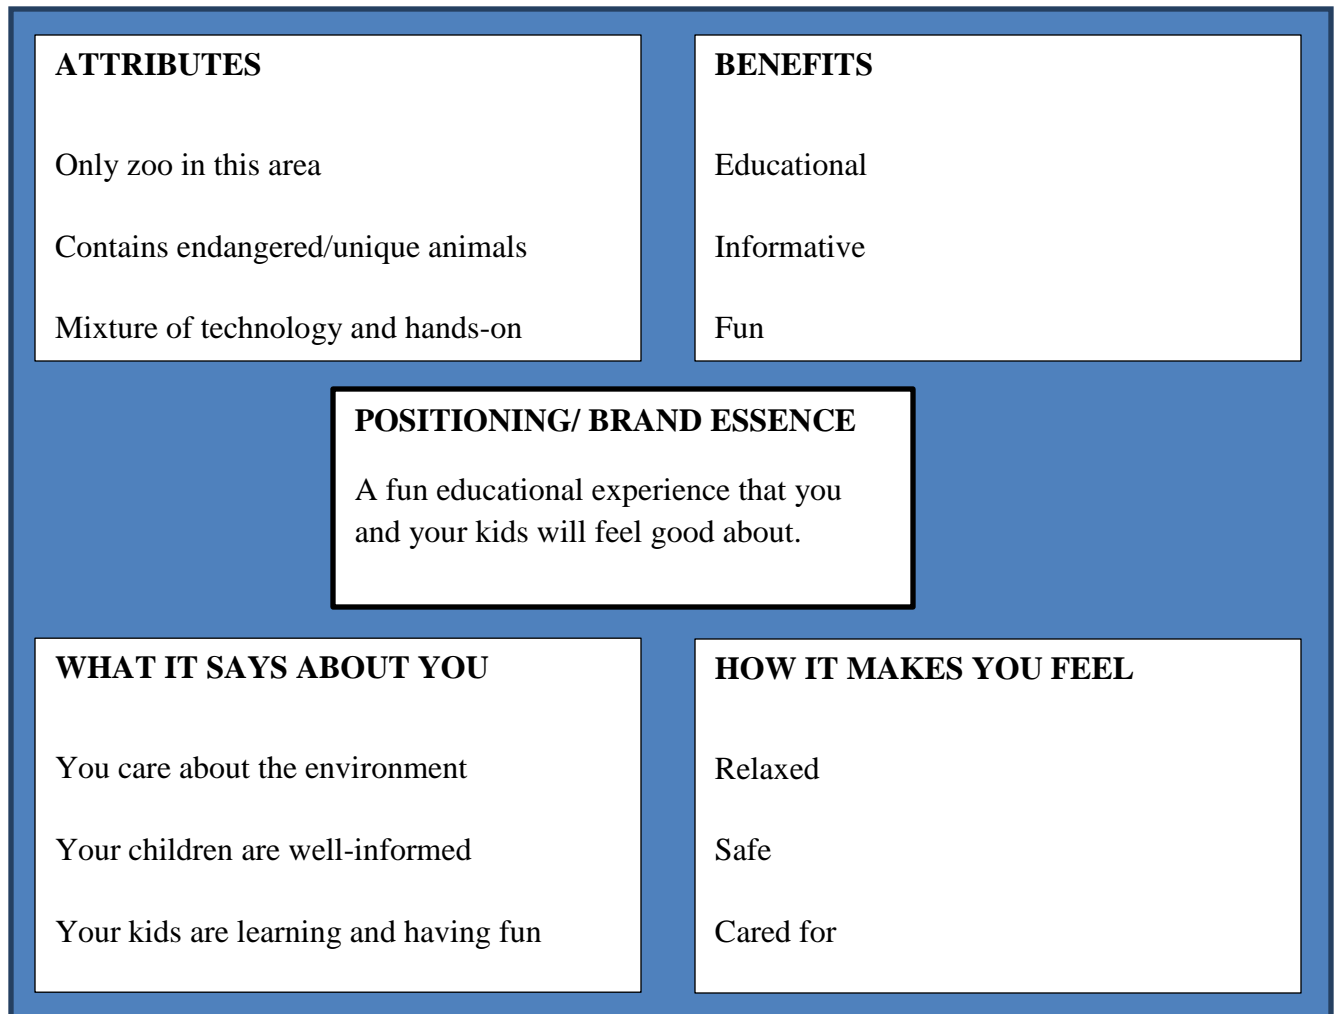 ATTRIBUTES
Only zoo in this area
Contains endangered/unique animals
Mixture of technology and hands-on
BENEFITS
Educational
Informative
Fun
POSITIONING/ BRAND ESSENCE
A fun educational experience that you
and your kids will feel good about.
WHAT IT SAYS ABOUT YOU
You care about the environment
Your children are well-informed
Your kids are learning and having fun
HOW IT MAKES YOU FEEL
Relaxed
Safe
Cared for